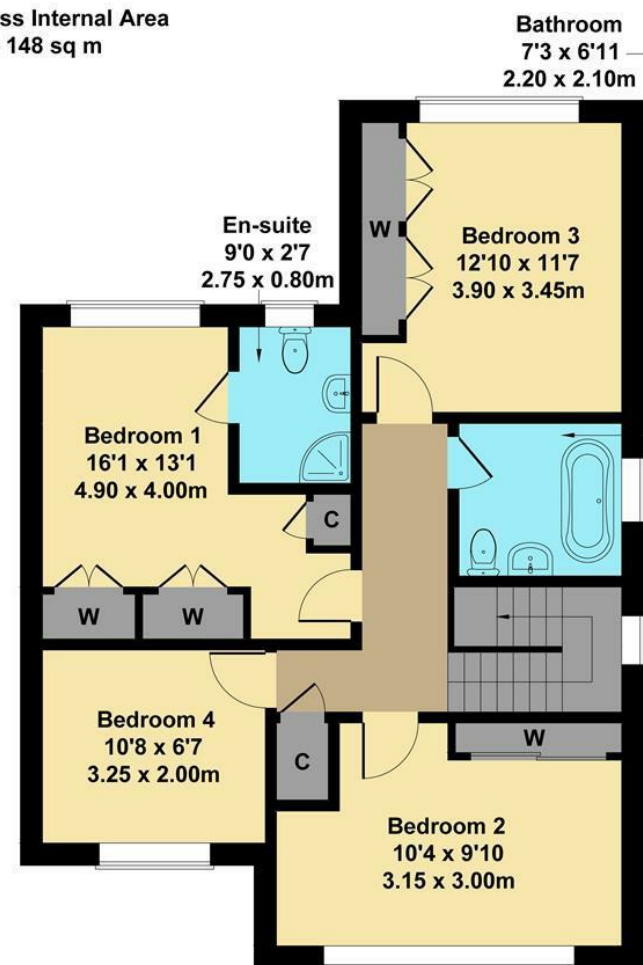 ss Internal Area
148 sq m
Bathroom
7'3 x 6'11
2.20 x 2.10m
En-suite
9'0 x 2'7
2.75 x 0.80m
W
Bedroom 3
12'10 x 11'7
3.90 x 3.45m
Bedroom 1
16'1 x 13'1
4.90 x 4.00m
C
W
W
Bedroom 4
10'8 x 6'7
3.25 x 2.00m
C
W
Bedroom 2
10'4 x 9'10
3.15 x 3.00m